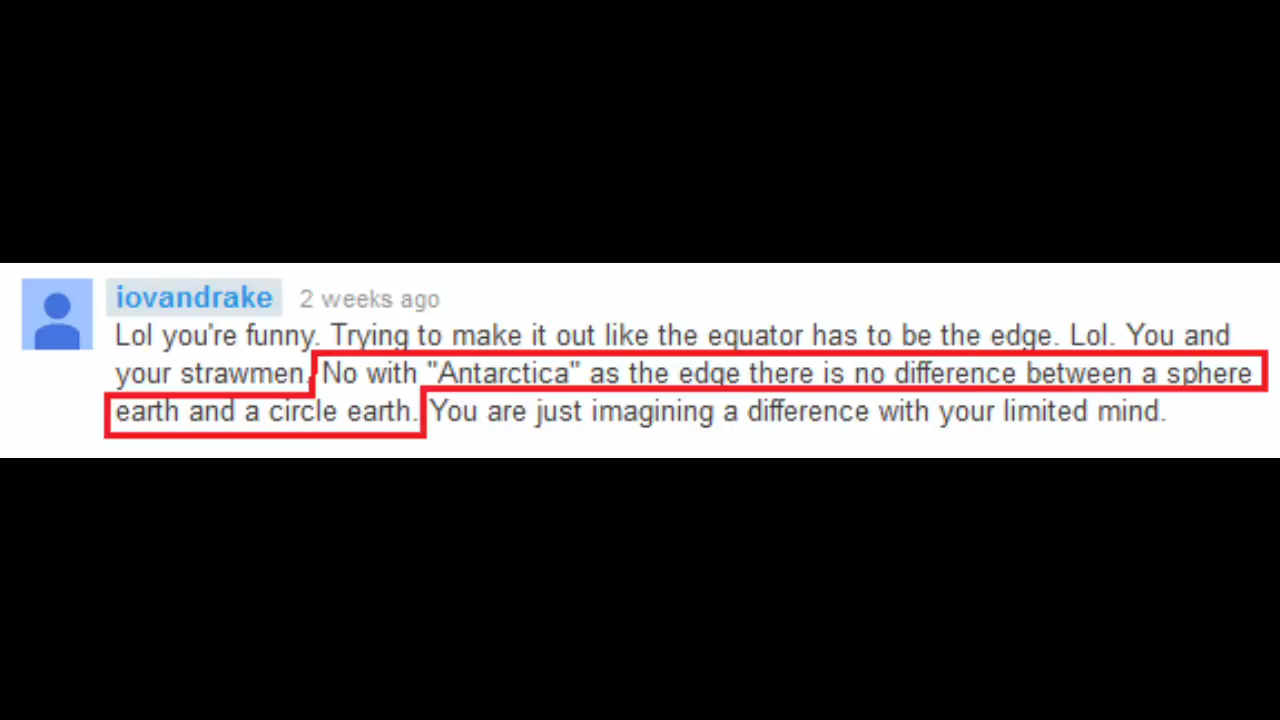 iovandrake 2 weeks ago
Lol you're funny. Trying to make it out like the equator has to be the edge. Lol. You and
your strawmen. No with "Antarctica" as the edge there is no difference between a sphere
earth and a circle earth. You are just imagining a difference with your limited mind.